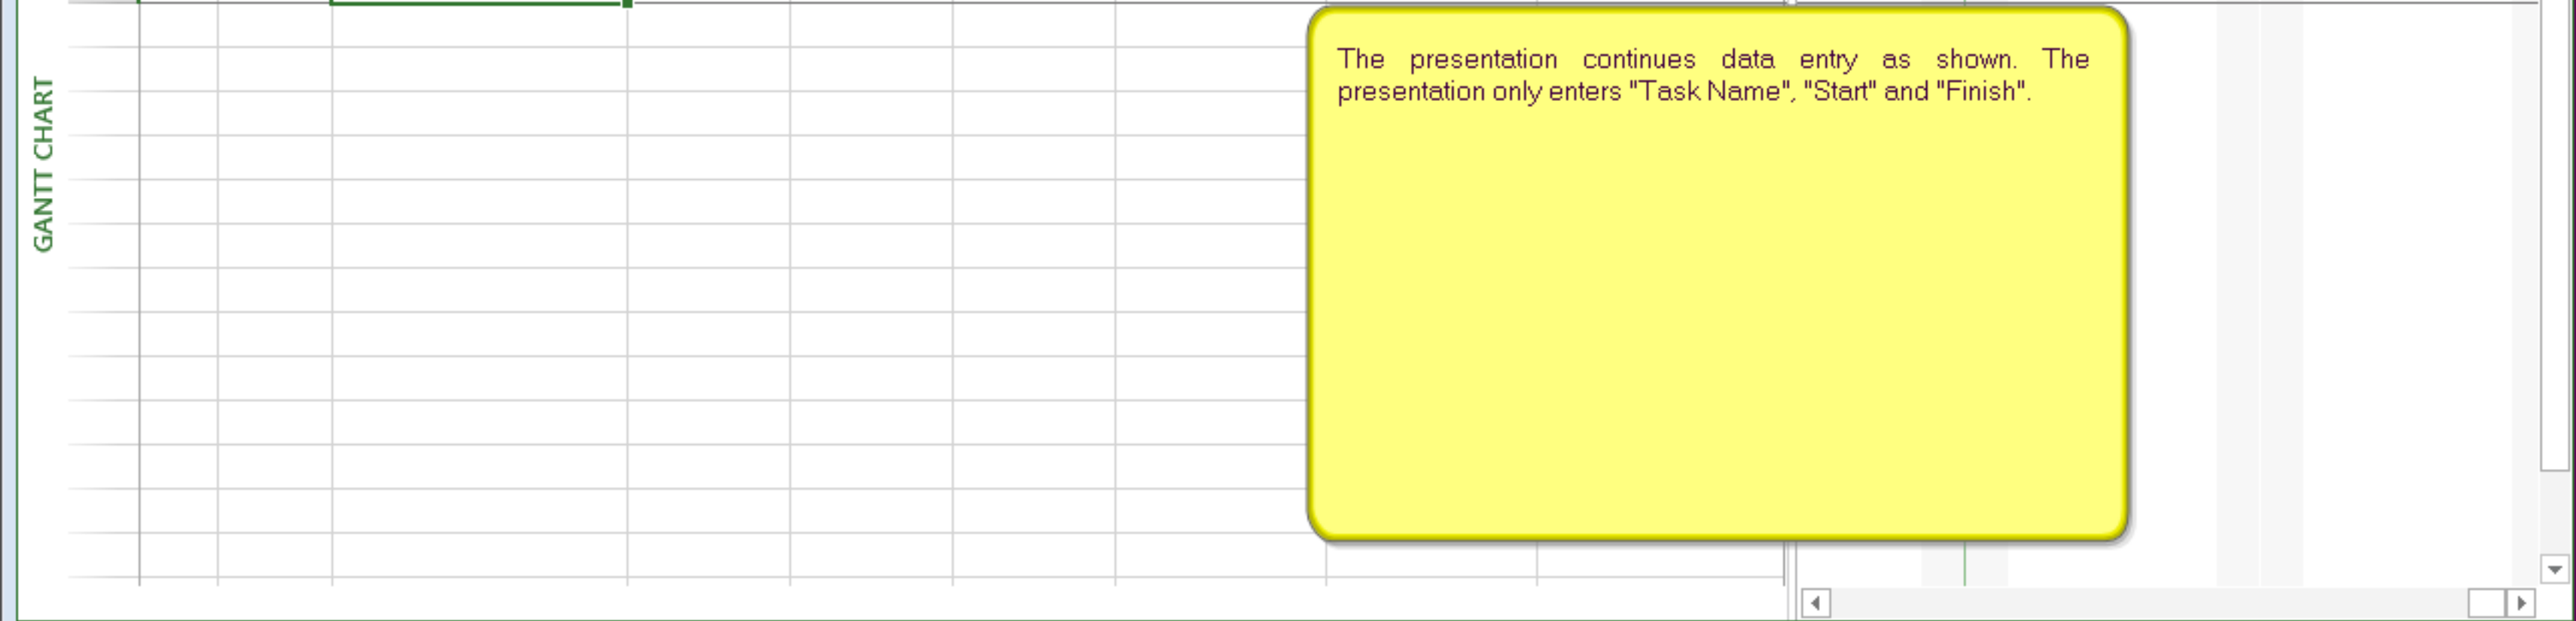 GANTT CHART
The presentation continues data entry as shown. The
presentation only enters "Task Name", "Start" and "Finish".